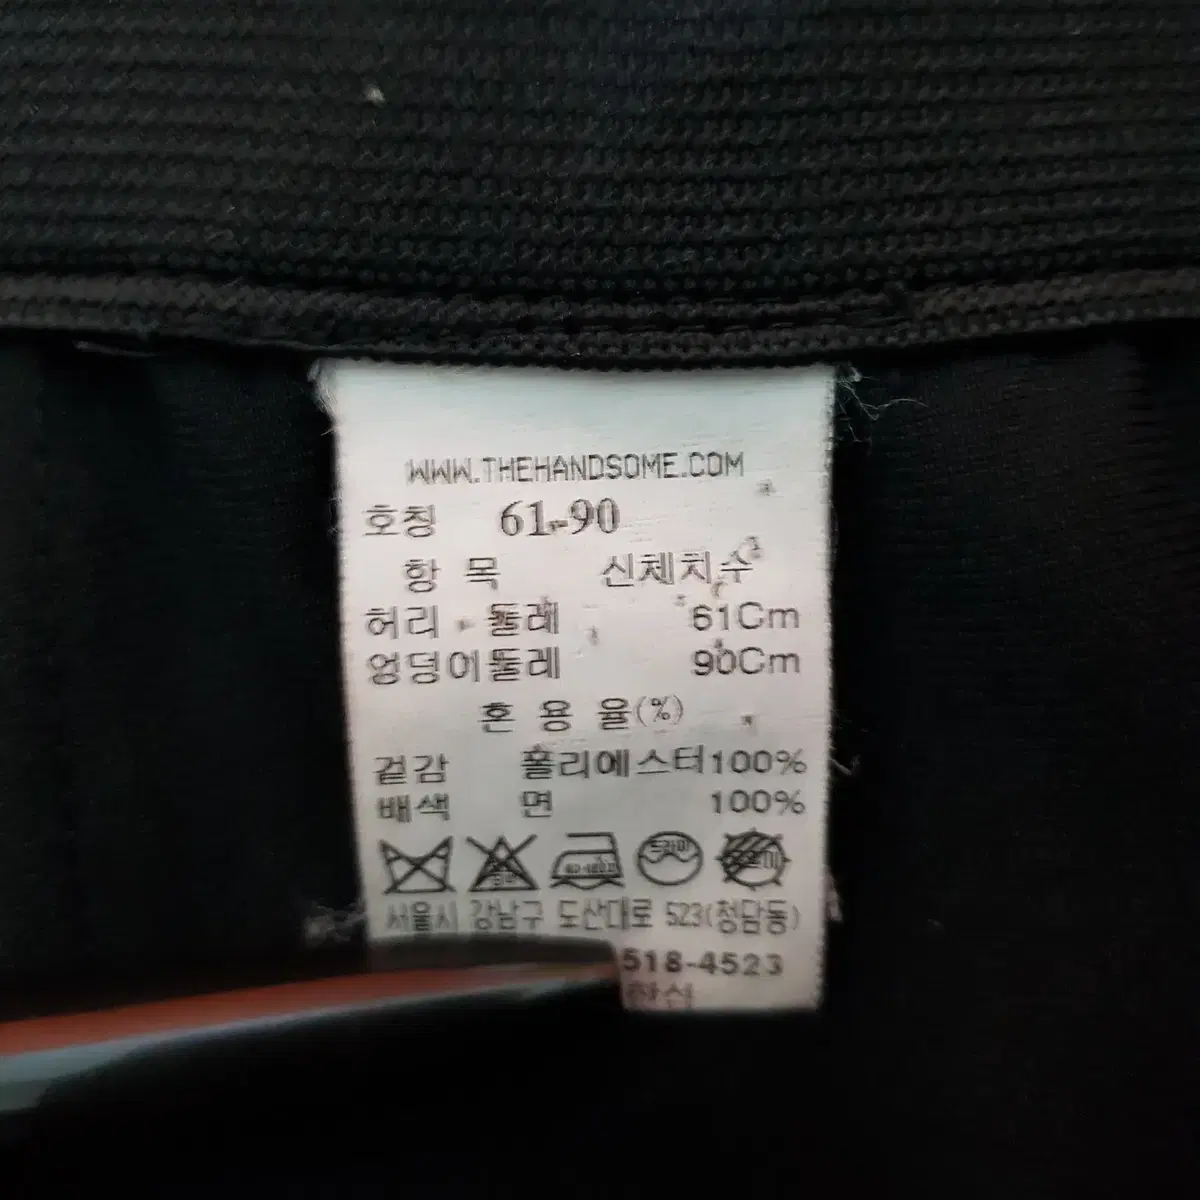 WWW.THEHANDSOME.COM
호칭 61-90
항 목 신체치수
허리 둘레 61Cm
엉덩이둘레 90Cm
혼 용 율(%)
겉감 폴리에스터100%
배색 면 100%
드라이
서울시 강남구 도산대로 523(청담동)
518-4523